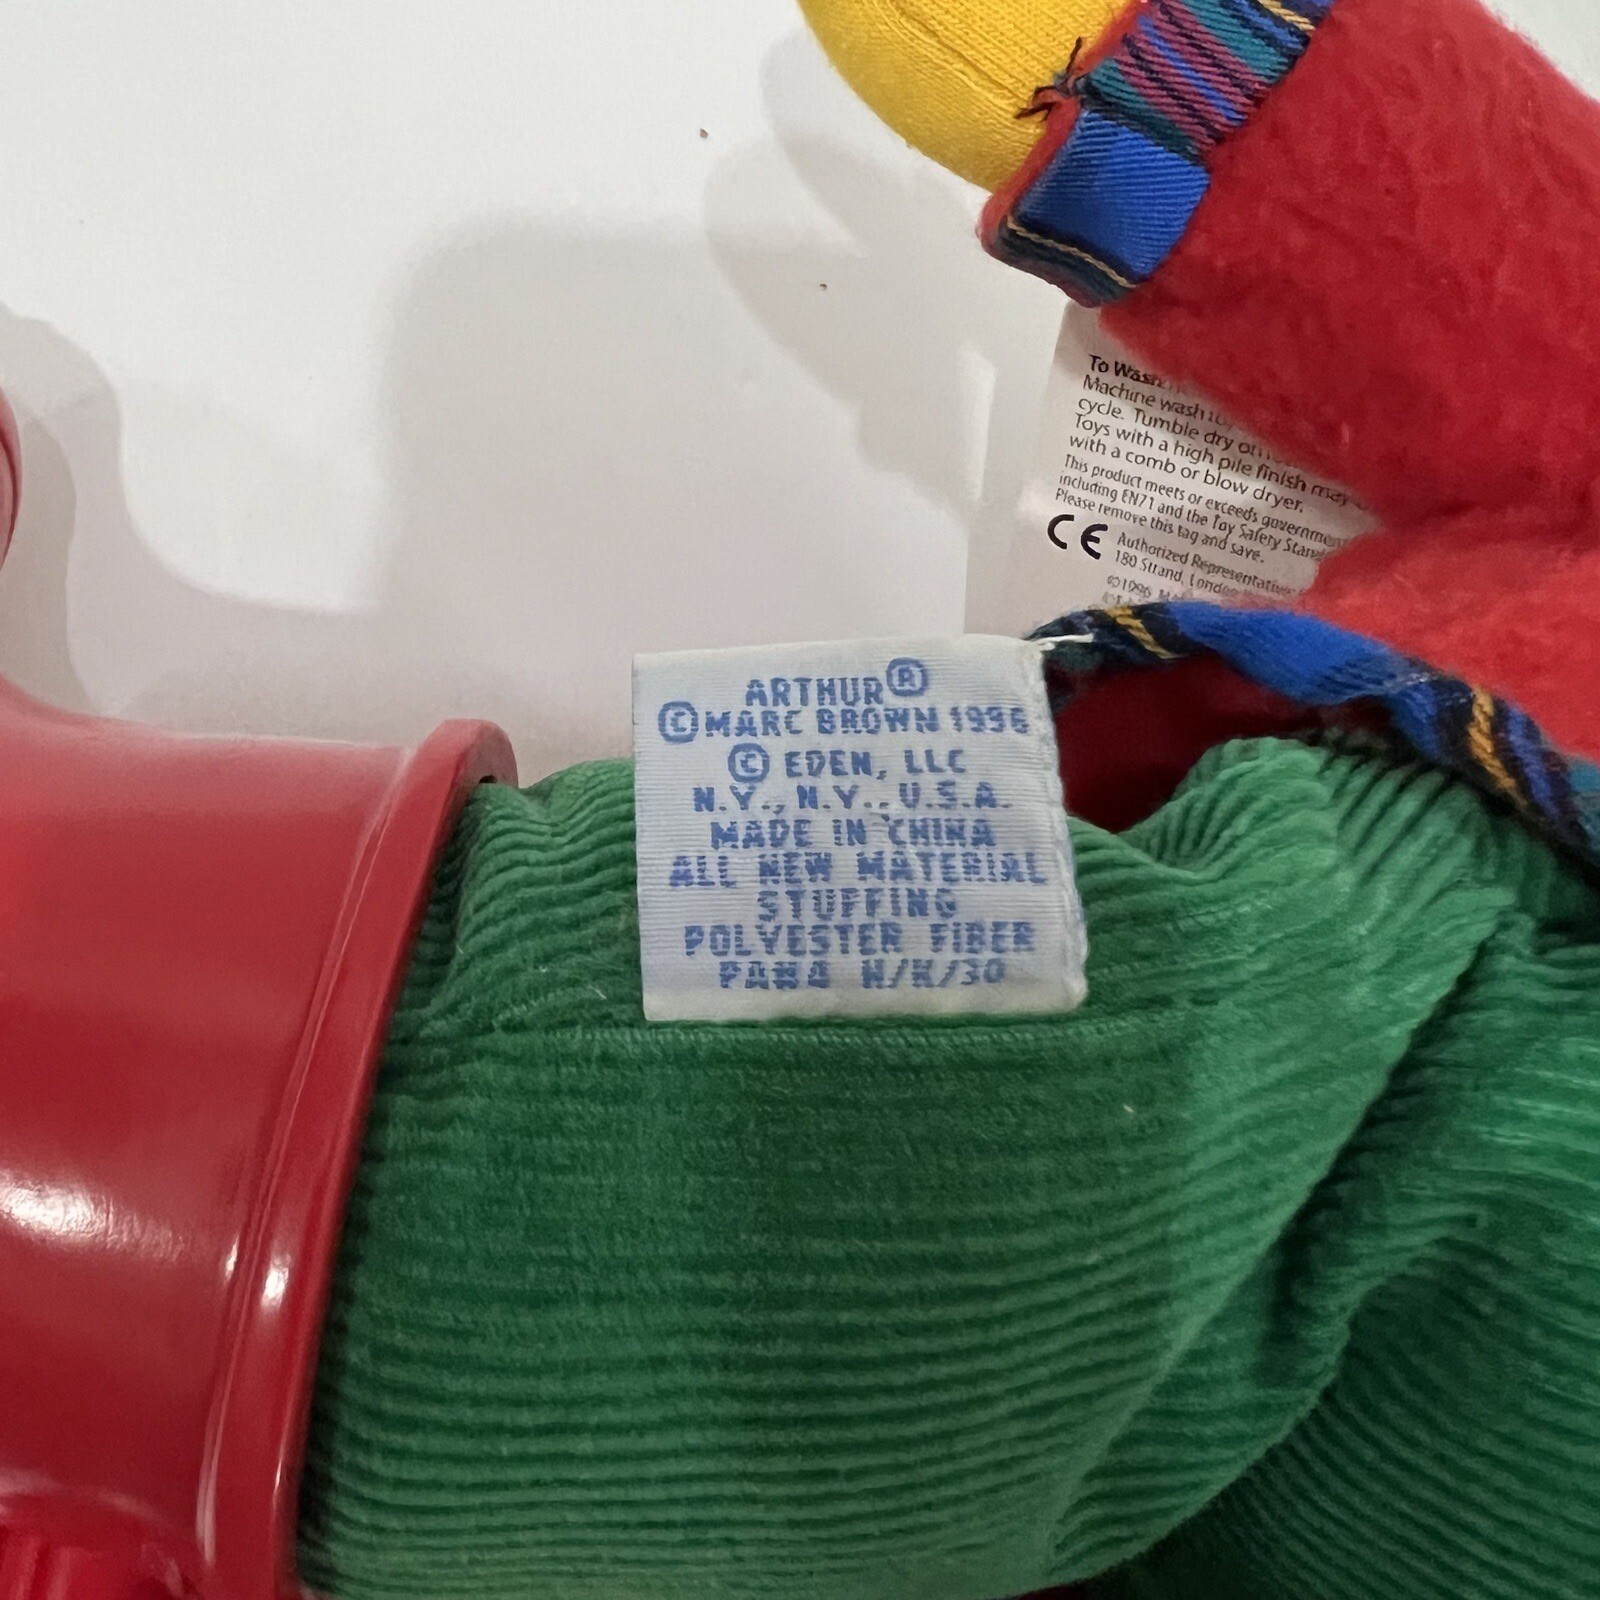 To Wash
Machine wash
cycle. Tumble dry on
Toys with a high pile finish may
with a comb or blow dryer.
This product meets or exceeds government
including EN71 and the Toy Safety
Please remove this tag and save.
CE
Authorized Representative
180 Strand, London
©1996
ARTHUR®
© MARC BROWN 1996
© EDEN, LLC
N.Y., N.Y., U.S.A.
MADE IN CHINA
ALL NEW MATERIAL
STUFFING
POLYESTER FIBER
H/K/30